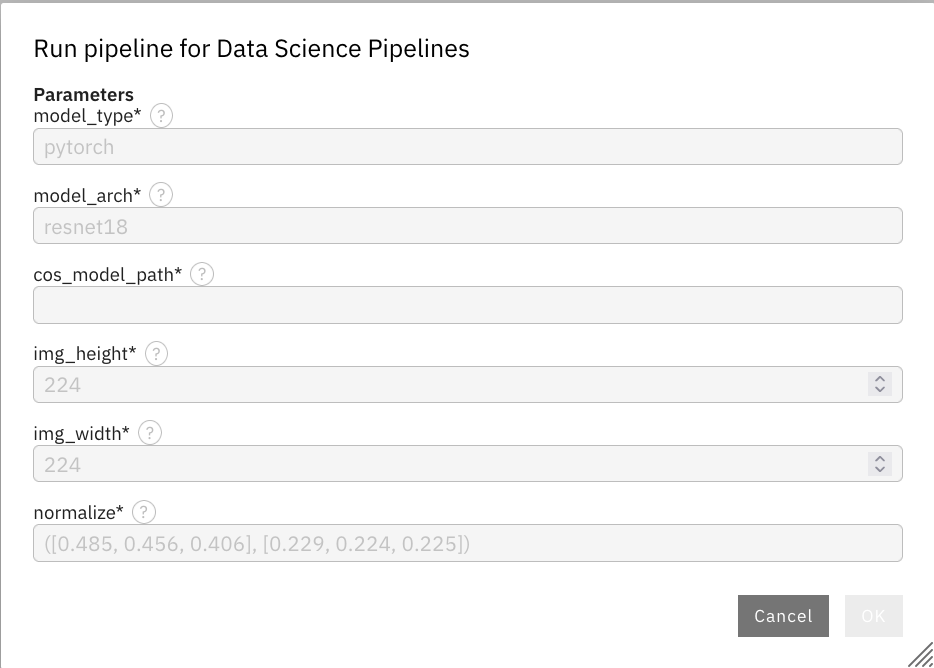 Run pipeline for Data Science Pipelines
Parameters
model_type* ?
pytorch
model_arch* ?
resnet18
cos_model_path* ?
img_height* ?
224
img_width* ?
224
normalize* ?
([0.485, 0.456, 0.406], [0.229, 0.224, 0.225])
Cancel OK